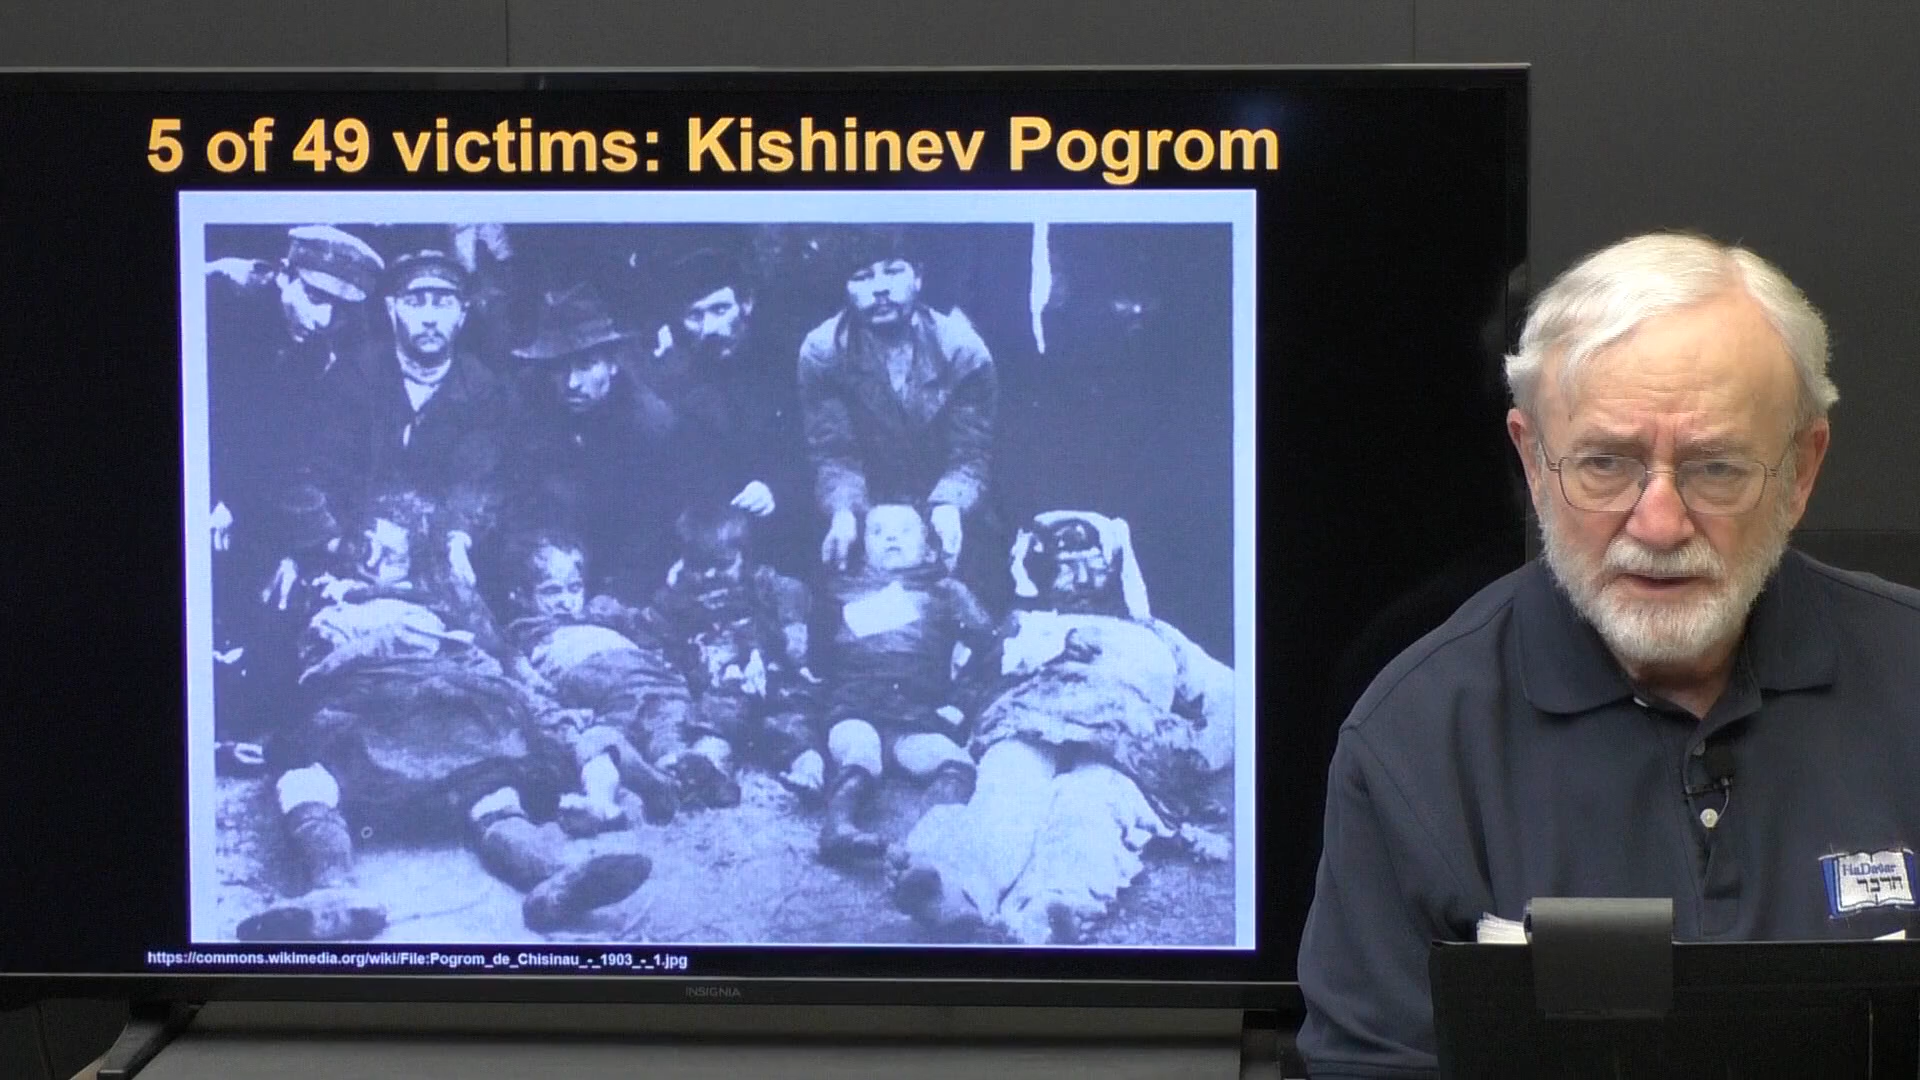 5 of 49 victims: Kishinev Pogrom
https://commons.wikimedia.org/wiki/File:Pogrom_de_Chisinau_-_1903_-_1.jpg
INSIGNIA
HaDavar
הדבר